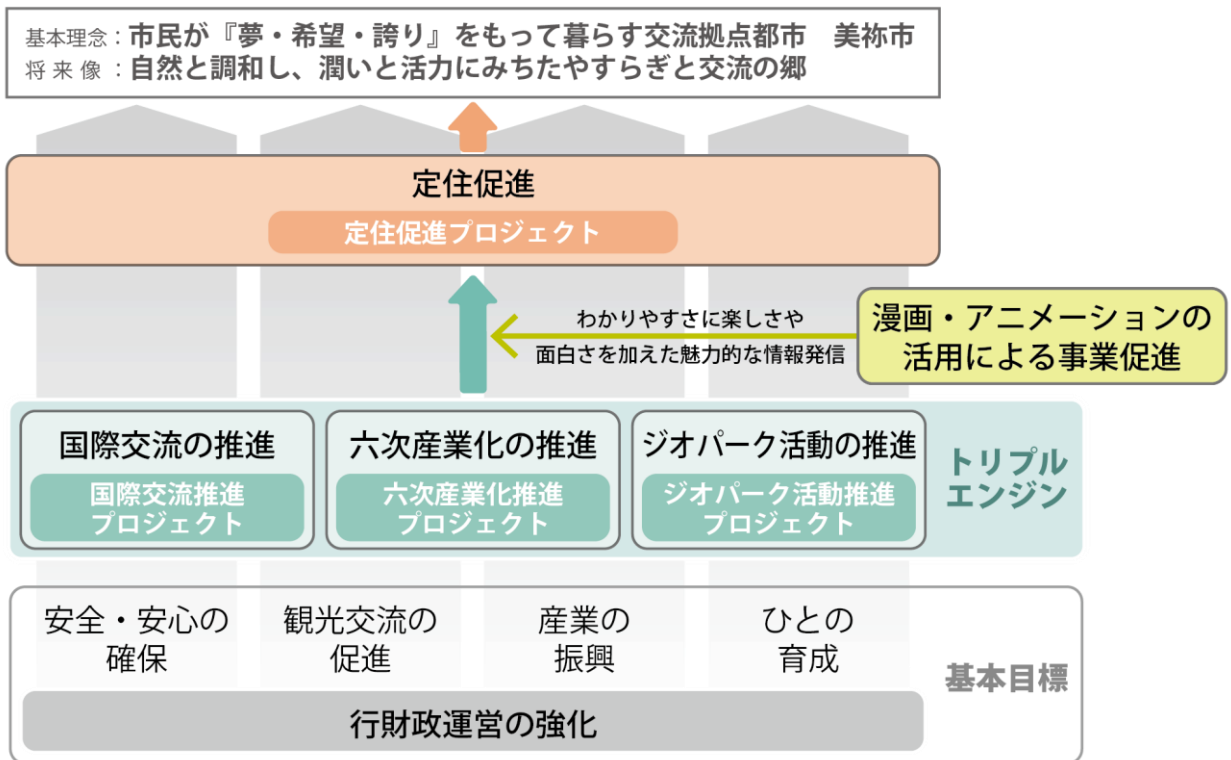 基本理念：市民が『夢・希望・誇り』をもって暮らす交流拠点都市　美祢市
将来像：自然と調和し、潤いと活力にみちたやすらぎと交流の郷
定住促進
定住促進プロジェクト
わかりやすさに楽しさや
面白さを加えた魅力的な情報発信
漫画・アニメーションの
活用による事業促進
国際交流の推進
国際交流推進
プロジェクト
六次産業化の推進
六次産業化推進
プロジェクト
ジオパーク活動の推進
ジオパーク活動推進
プロジェクト
トリプル
エンジン
安全・安心の
確保
観光交流の
促進
産業の
振興
ひとの
育成
基本目標
行財政運営の強化